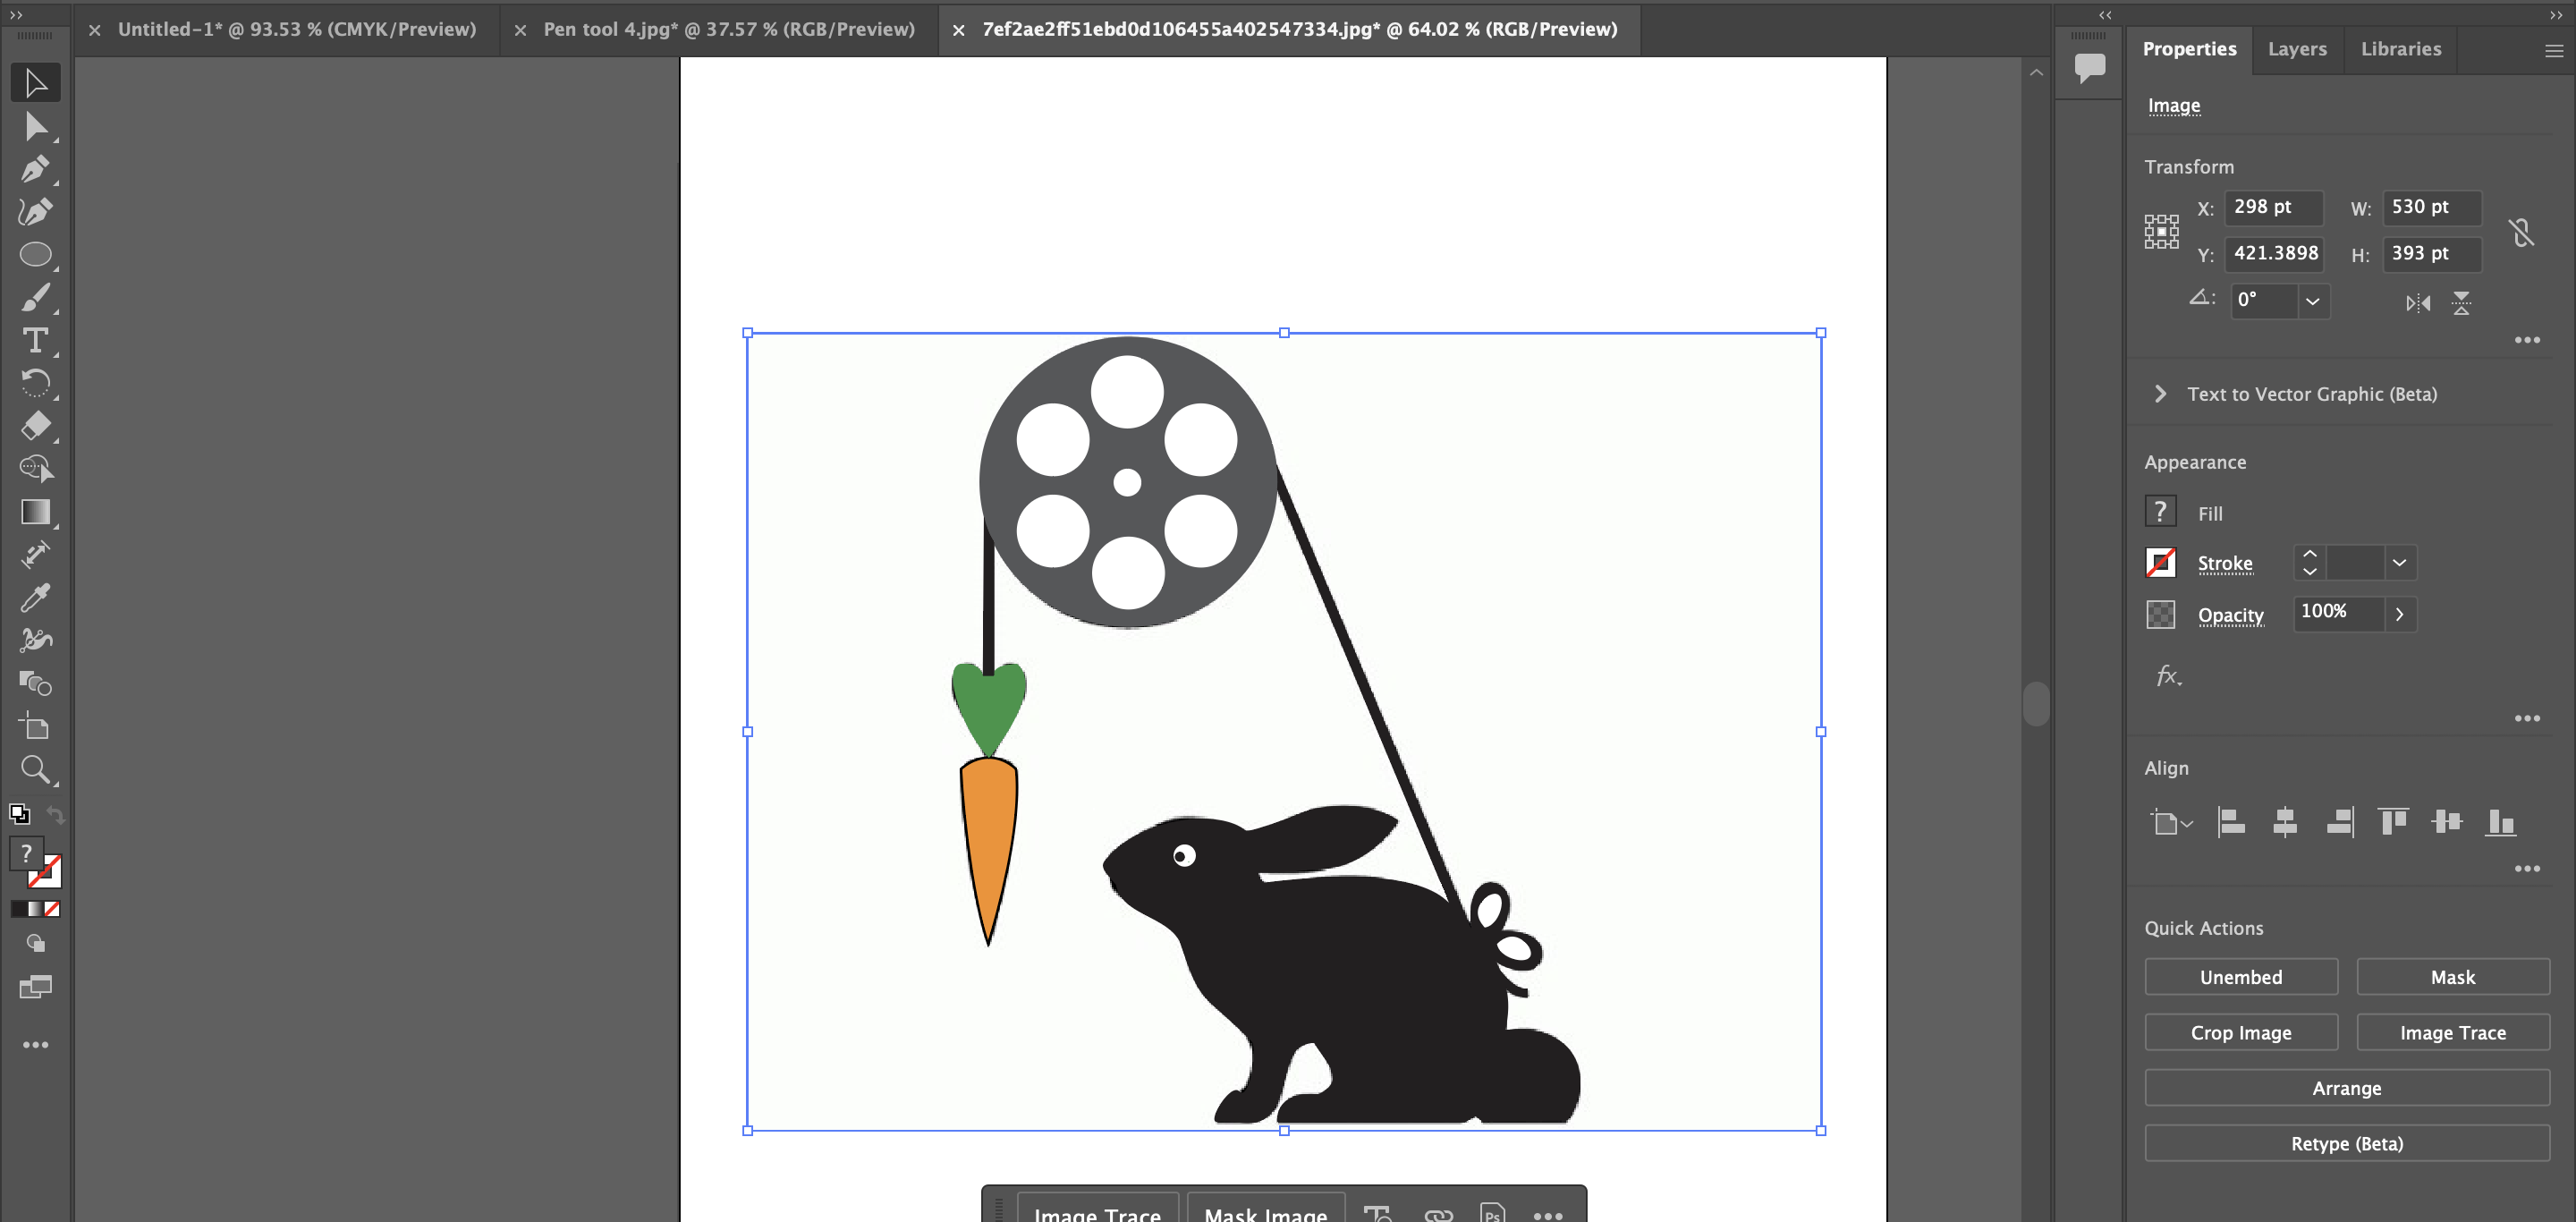 Untitled-1* @ 93.53 % (CMYK/Preview)
Pen tool 4.jpg* @ 37.57 % (RGB/Preview)
7ef2ae2ff51ebd0d106455a402547334.jpg* @ 64.02 % (RGB/Preview)
Properties
Layers
Libraries
Image
Transform
X: 298 pt
W: 530 pt
Y: 421.3898
H: 393 pt
0°
Text to Vector Graphic (Beta)
Appearance
? Fill
Stroke
Opacity 100%
fx
Align
Quick Actions
Unembed
Mask
Crop Image
Image Trace
Arrange
Retype (Beta)
T
?
Image Trace
Mask Image
Ps